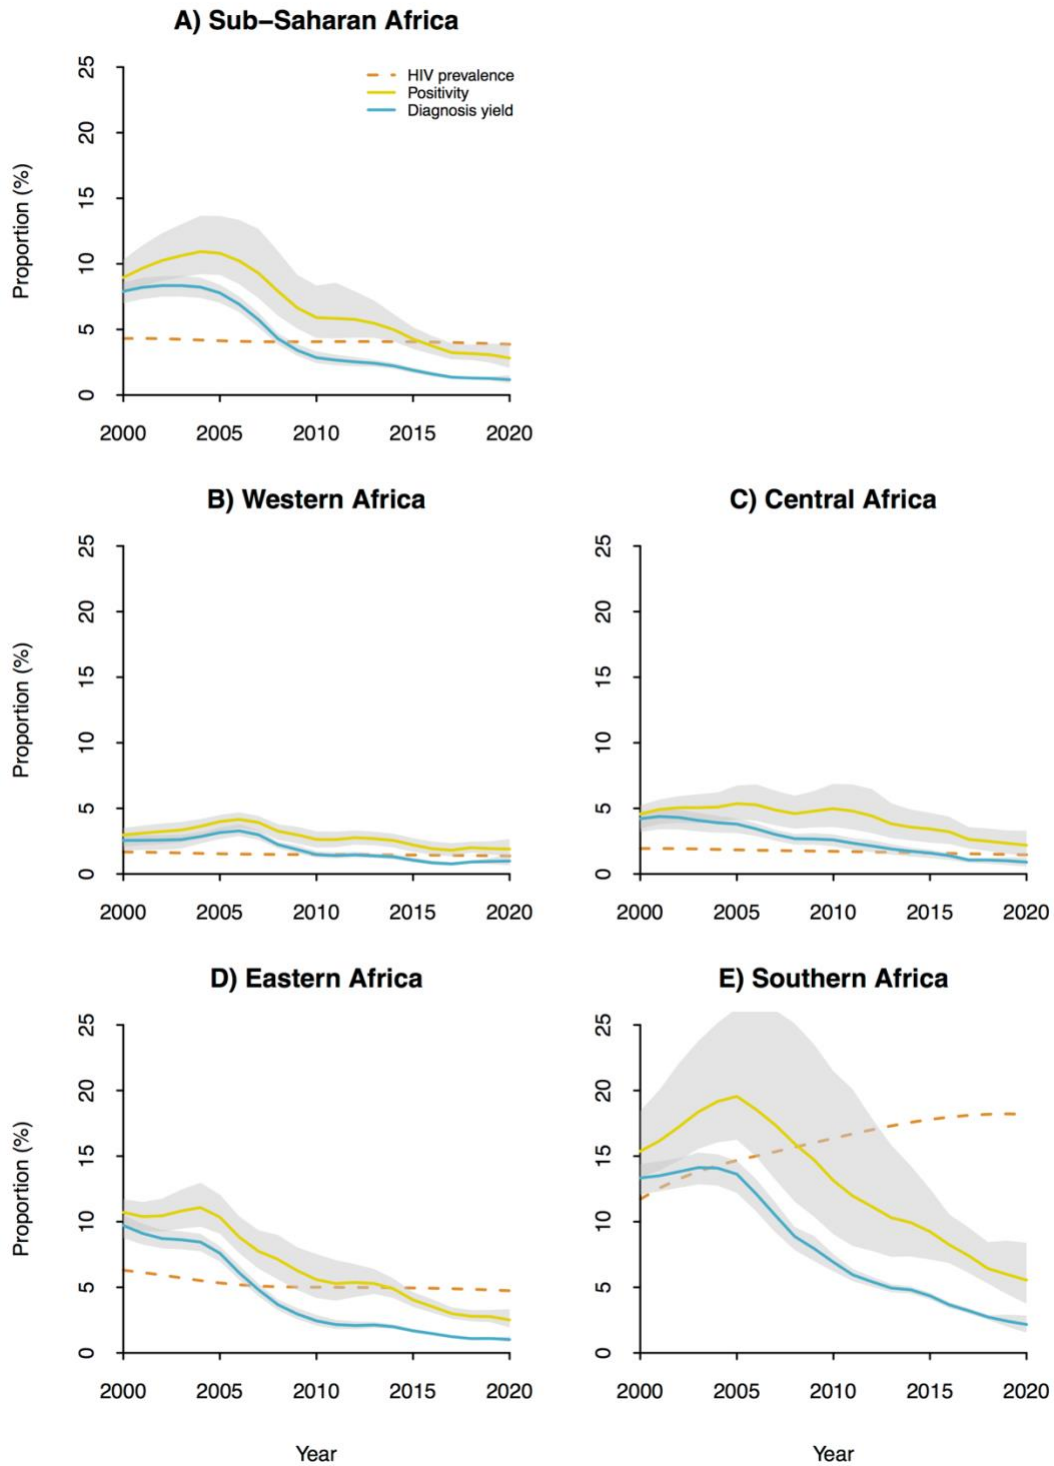 A) Sub–Saharan Africa
HIV prevalence
Positivity
Diagnosis yield
Proportion (%)
25
20
15
10
5
0
2000 2005 2010 2015 2020
B) Western Africa
Proportion (%)
25
20
15
10
5
0
2000 2005 2010 2015 2020
C) Central Africa
25
20
15
10
5
0
2000 2005 2010 2015 2020
D) Eastern Africa
Proportion (%)
25
20
15
10
5
0
2000 2005 2010 2015 2020
Year
E) Southern Africa
25
20
15
10
5
0
2000 2005 2010 2015 2020
Year